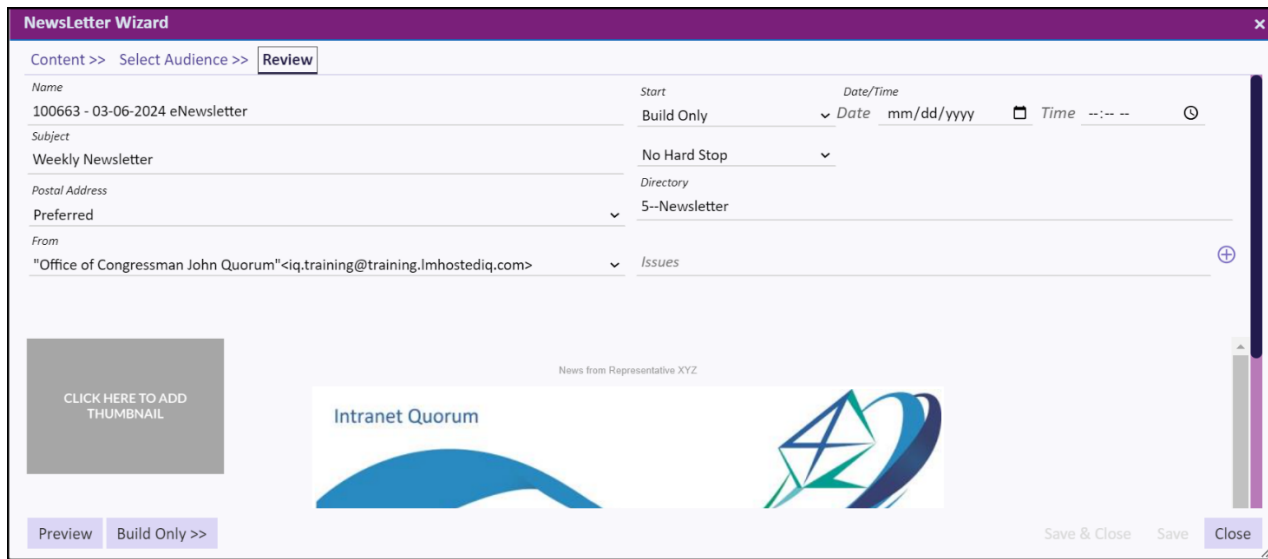 NewsLetter Wizard ×
Content >> Select Audience >> Review
Name
100663 - 03-06-2024 eNewsletter
Subject
Weekly Newsletter
Postal Address
Preferred
From
"Office of Congressman John Quorum"<iq.training@training.lmhostediq.com>
Start
Build Only
Date/Time
Date mm/dd/yyyy Time --:-- --
No Hard Stop
Directory
5--Newsletter
Issues
CLICK HERE TO ADD
THUMBNAIL
News from Representative XYZ
Intranet Quorum
Preview Build Only >> Save & Close Save Close